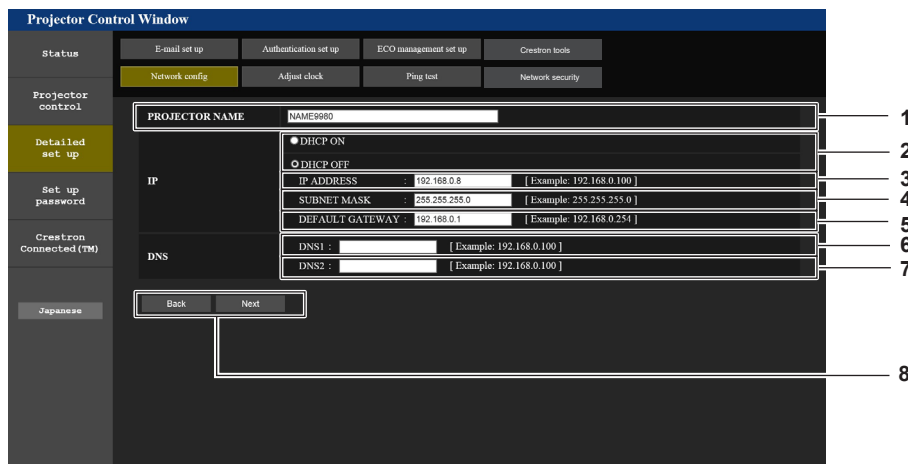 Projector Control Window
Status
E-mail set up
Authentication set up
ECO management set up
Crestron tools
Network config
Adjust clock
Ping test
Network security
Projector
control
Detailed
set up
Set up
password
Crestron
Connected(TM)
Japanese
PROJECTOR NAME NAME9980
IP
DHCP ON
DHCP OFF
IP ADDRESS : 192.168.0.8 [ Example: 192.168.0.100 ]
SUBNET MASK : 255.255.255.0 [ Example: 255.255.255.0 ]
DEFAULT GATEWAY : 192.168.0.1 [ Example: 192.168.0.254 ]
DNS
DNS1 : [ Example: 192.168.0.100 ]
DNS2 : [ Example: 192.168.0.100 ]
Back Next
1
2
3
4
5
6
7
8